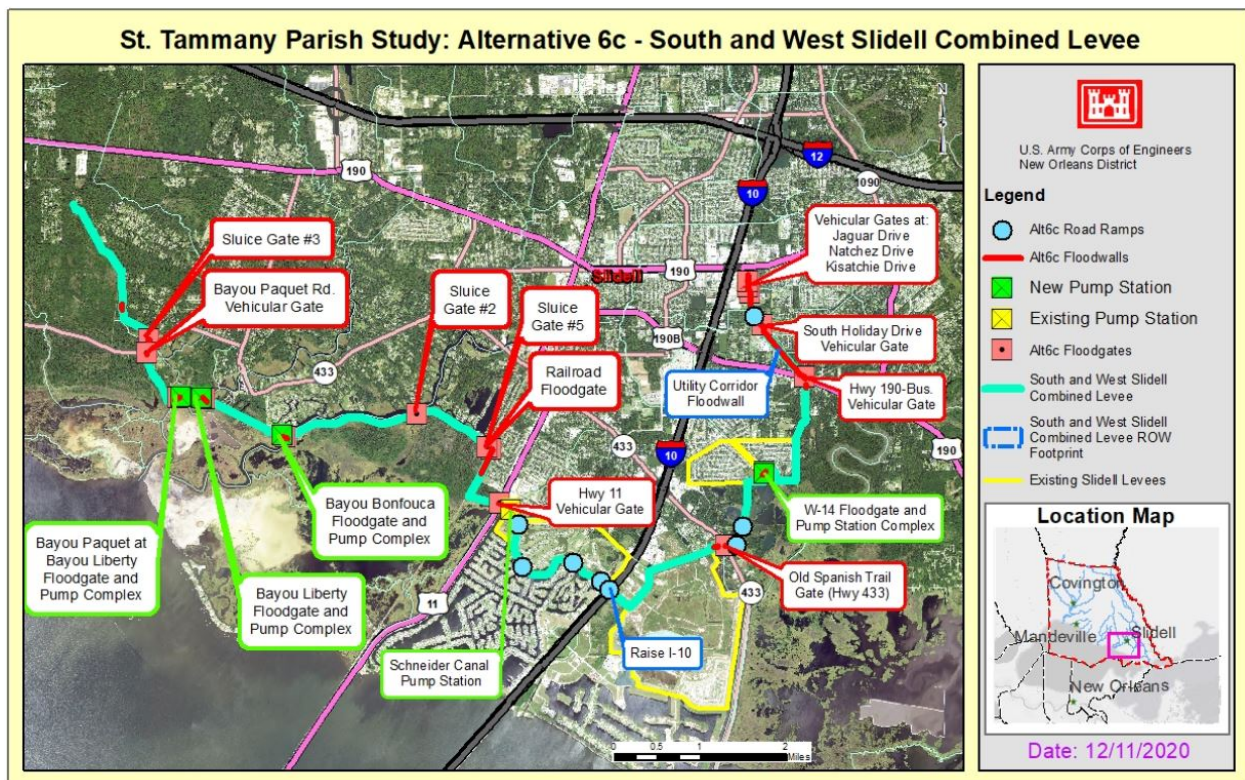 St. Tammany Parish Study: Alternative 6c - South and West Slidell Combined Levee
N
12
190
10
1090
Vehicular Gates at:
Jaguar Drive
Natchez Drive
Kisatchie Drive
Sluice Gate #3
Bayou Paquet Rd.
Vehicular Gate
Sluice
Gate #2
Sluice
Gate #5
Slidell
190
Railroad
Floodgate
190B
South Holiday Drive
Vehicular Gate
433
Utility Corridor
Floodwall
Hwy 190-Bus.
Vehicular Gate
433
10
190
Hwy 11
Vehicular Gate
W-14 Floodgate and
Pump Station Complex
Bayou Bonfouca
Floodgate and
Pump Complex
Bayou Paquet at
Bayou Liberty
Floodgate and
Pump Complex
Bayou Liberty
Floodgate and
Pump Complex
11
Old Spanish Trail
Gate (Hwy 433)
433
Schneider Canal
Pump Station
Raise I-10
0 0.5 1 2
Miles
U.S. Army Corps of Engineers
New Orleans District
Legend
Alt6c Road Ramps
Alt6c Floodwalls
New Pump Station
Existing Pump Station
Alt6c Floodgates
South and West Slidell
Combined Levee
South and West Slidell
Combined Levee ROW
Footprint
Existing Slidell Levees
Location Map
Covington
Mandeville
Slidell
New Orleans
Date: 12/11/2020